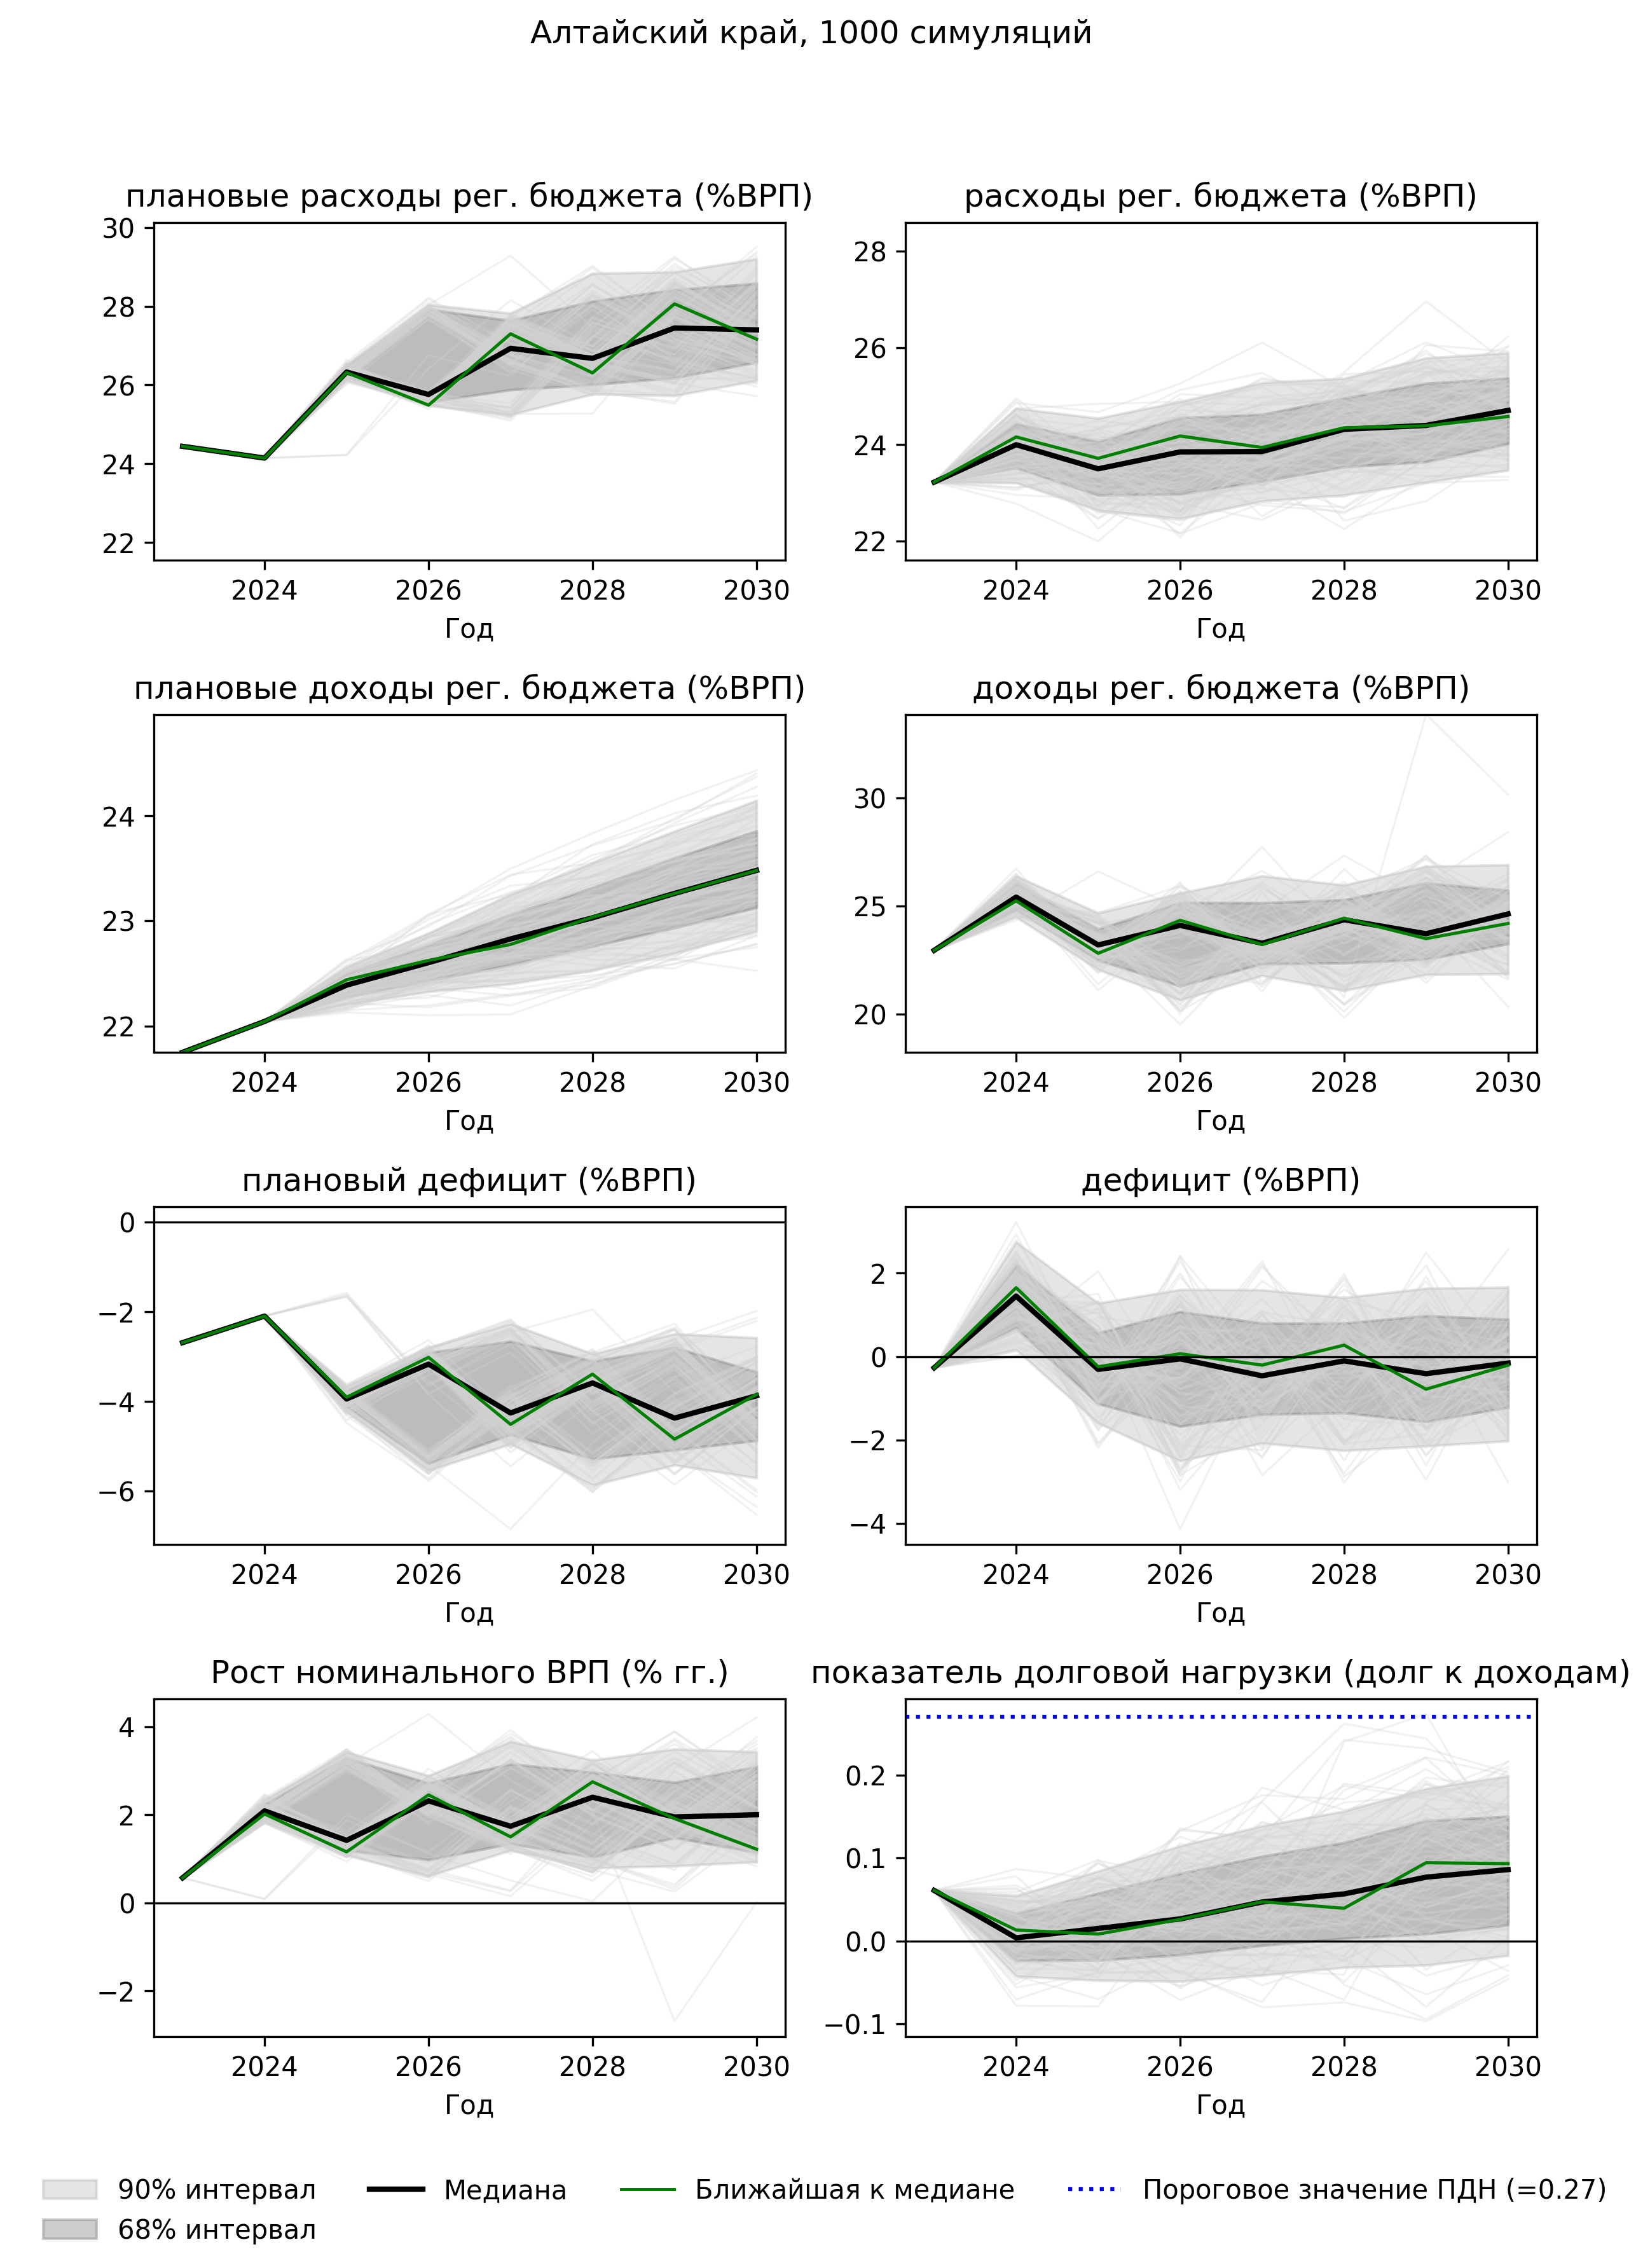 Алтайский край, 1000 симуляций
плановые расходы рег. бюджета (%ВРП)
30
28
26
24
22
2024 2026 2028 2030
Год
расходы рег. бюджета (%ВРП)
28
26
24
22
2024 2026 2028 2030
Год
плановые доходы рег. бюджета (%ВРП)
24
23
22
2024 2026 2028 2030
Год
доходы рег. бюджета (%ВРП)
30
25
20
2024 2026 2028 2030
Год
плановый дефицит (%ВРП)
0
−2
−4
−6
2024 2026 2028 2030
Год
дефицит (%ВРП)
2
0
−2
−4
2024 2026 2028 2030
Год
Рост номинального ВРП (% гг.)
4
2
0
−2
2024 2026 2028 2030
Год
показатель долговой нагрузки (долг к доходам)
0.2
0.1
0.0
−0.1
2024 2026 2028 2030
Год
90% интервал
68% интервал
Медиана
Ближайшая к медиане
Пороговое значение ПДН (=0.27)